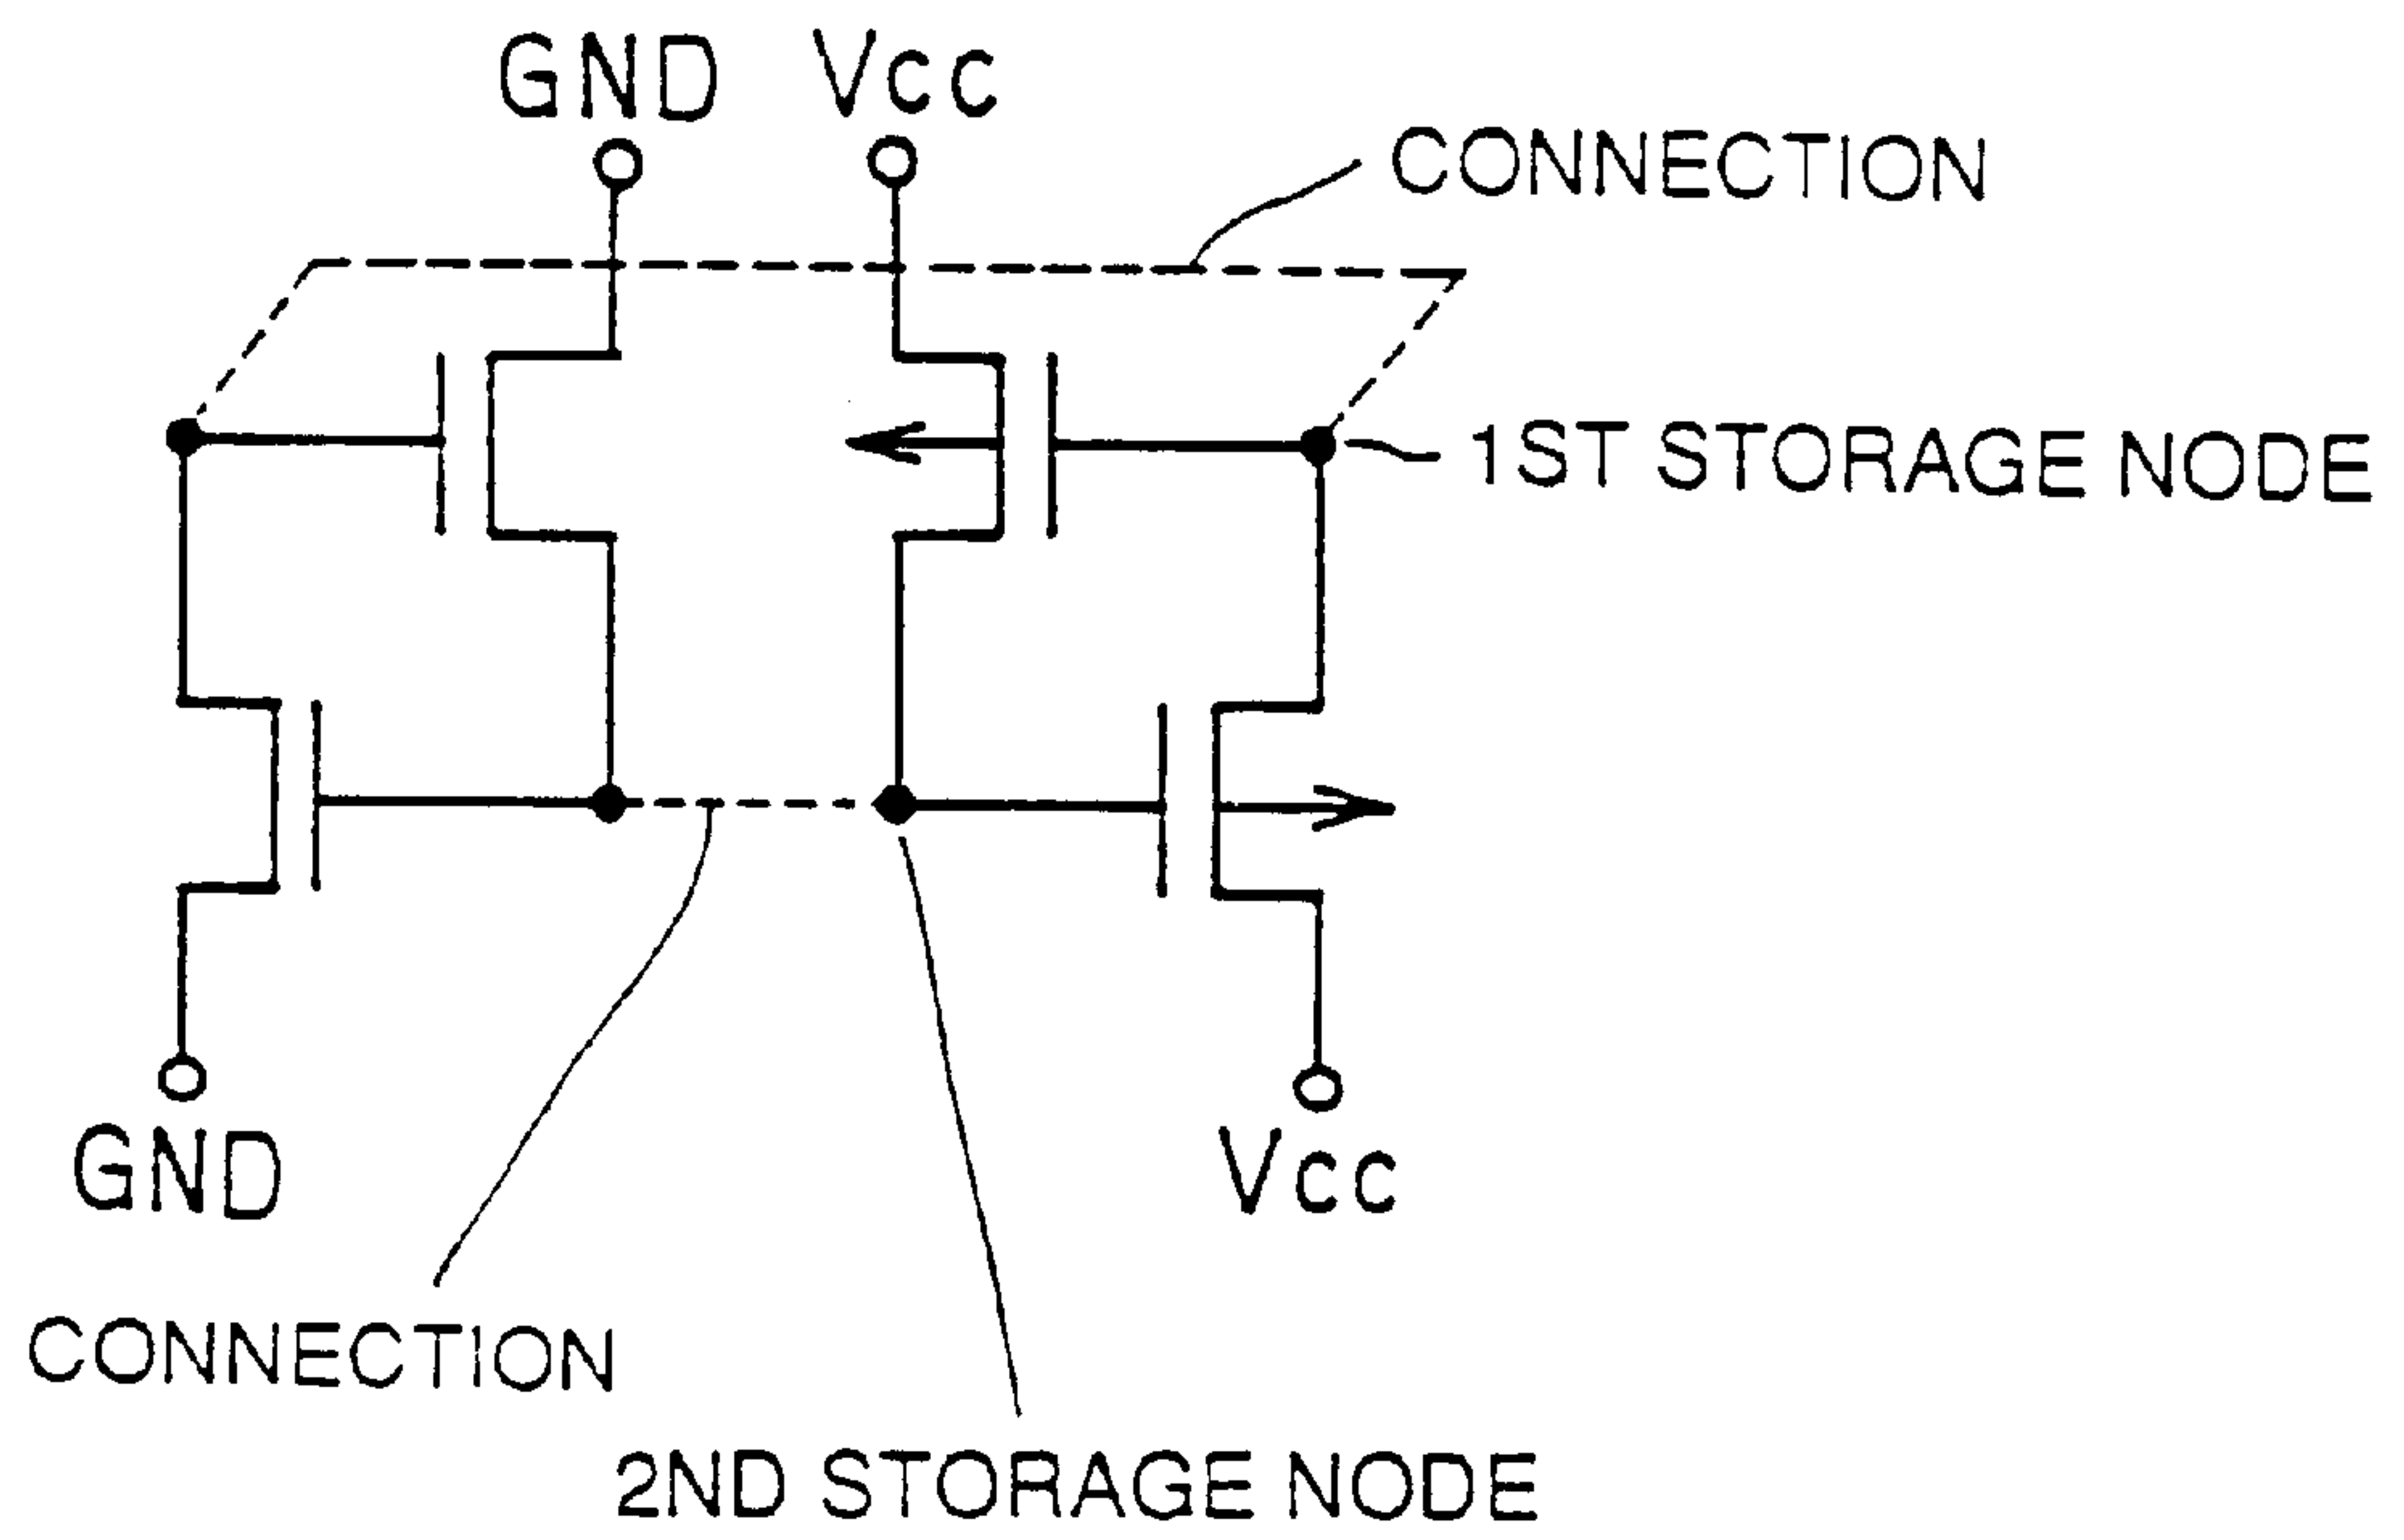 GND Vcc
CONNECTION
1ST STORAGE NODE
GND
Vcc
CONNECTION
2ND STORAGE NODE